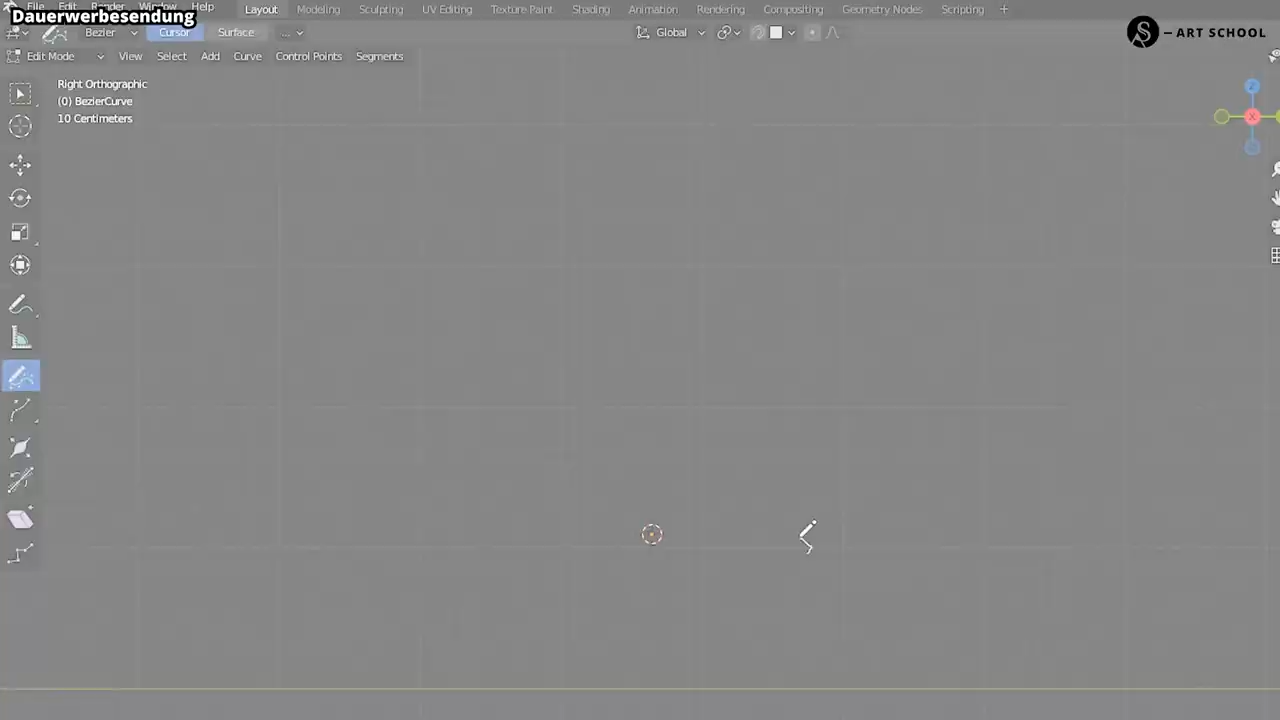 File Edit Render Window Help Layout Modeling Sculpting UV Editing Texture Paint Shading Animation Rendering Compositing Geometry Nodes Scripting +
Dauerwerbesendung
Bezier Cursor Surface ... Global
– ART SCHOOL
Edit Mode View Select Add Curve Control Points Segments
Right Orthographic
(0) BezierCurve
10 Centimeters
Z
X